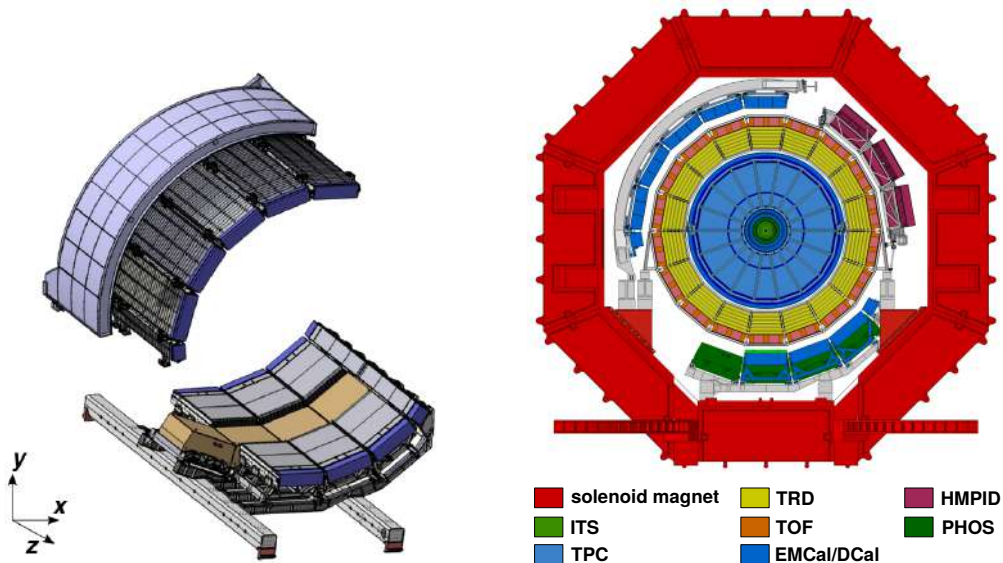 y
x
z
solenoid magnet
TRD
HMPID
ITS
TOF
PHOS
TPC
EMCal/DCal